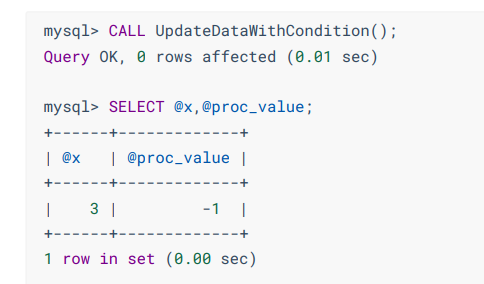 mysql> CALL UpdateDataWithCondition();
Query OK, 0 rows affected (0.01 sec)
mysql> SELECT @x,@proc_value;
+------+-------------+
| @x   | @proc_value |
+------+-------------+
|    3 |          -1 |
+------+-------------+
1 row in set (0.00 sec)